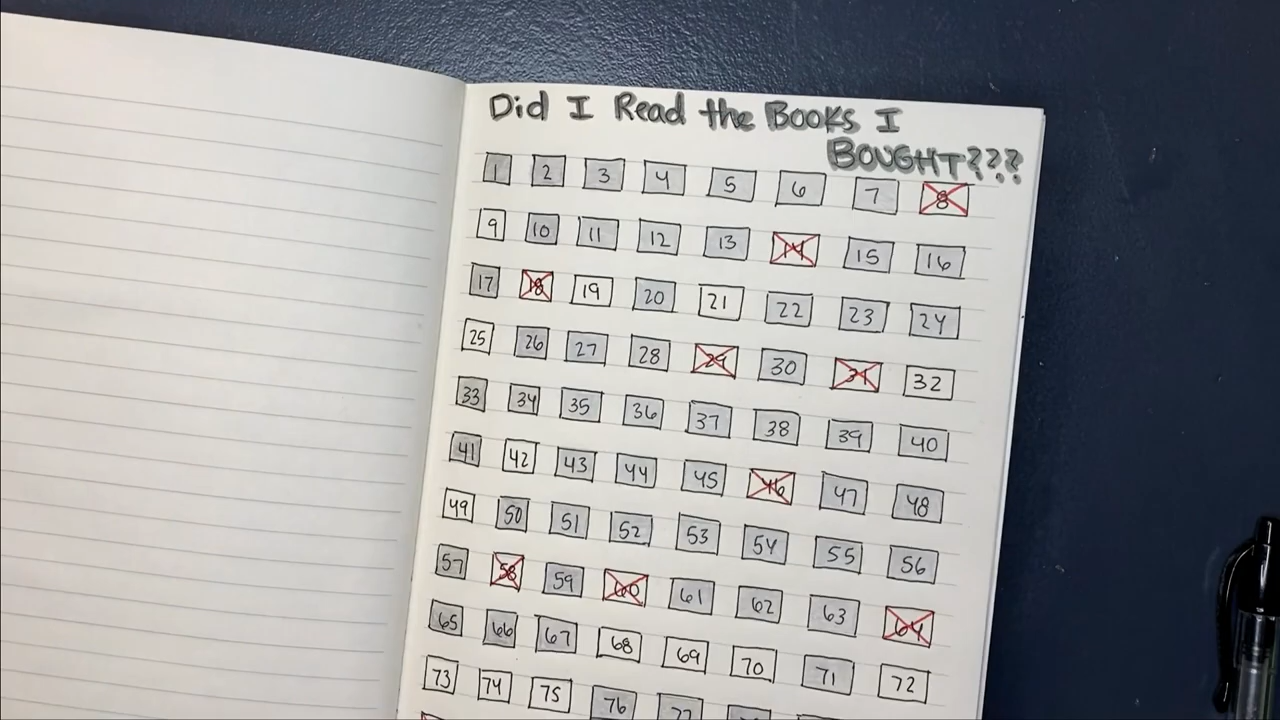 Did I Read the Books I
BOUGHT???
1 2 3 4 5 6 7 8
9 10 11 12 13 14 15 16
17 18 19 20 21 22 23 24
25 26 27 28 29 30 31 32
33 34 35 36 37 38 39 40
41 42 43 44 45 46 47 48
49 50 51 52 53 54 55 56
57 58 59 60 61 62 63 64
65 66 67 68 69 70 71 72
73 74 75 76 77